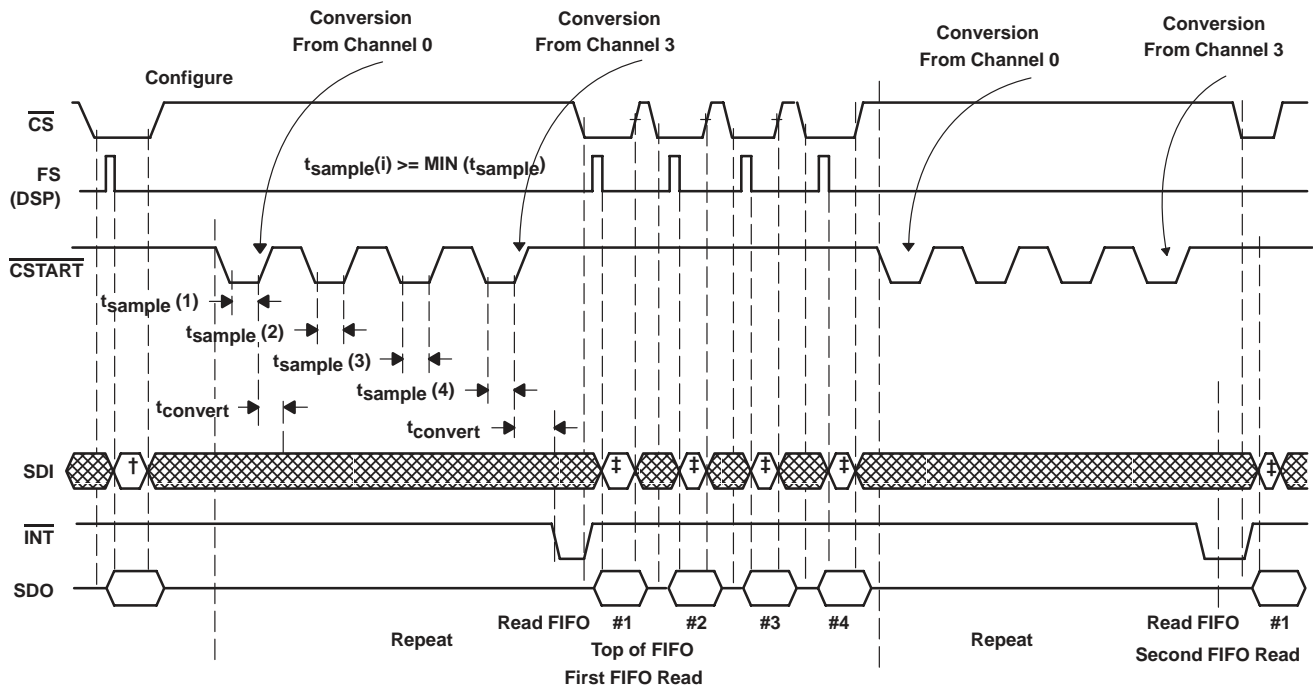 Conversion
From Channel 0
Conversion
From Channel 3
Conversion
From Channel 0
Conversion
From Channel 3
Configure
CS
FS
(DSP)
tsample(i) >= MIN (tsample)
CSTART
tsample (1)
tsample (2)
tsample (3)
tsample (4)
tconvert
tconvert
SDI
†
‡
‡
‡
‡
‡
INT
SDO
Repeat
Read FIFO
#1
#2
#3
#4
Top of FIFO
First FIFO Read
Repeat
Read FIFO
#1
Second FIFO Read